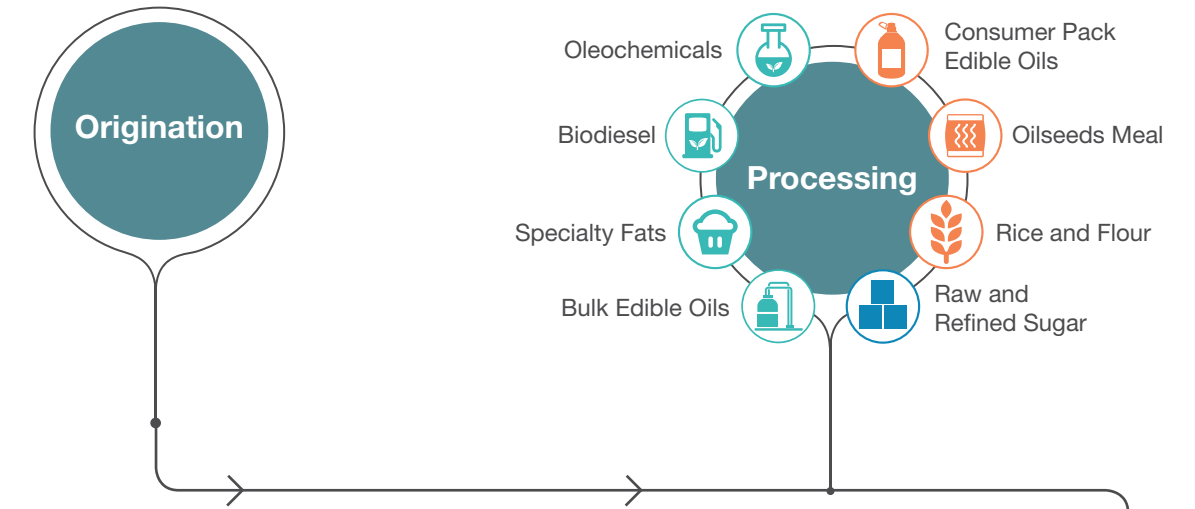 Origination
Processing
Oleochemicals
Biodiesel
Specialty Fats
Bulk Edible Oils
Consumer Pack
Edible Oils
Oilseeds Meal
Rice and Flour
Raw and
Refined Sugar